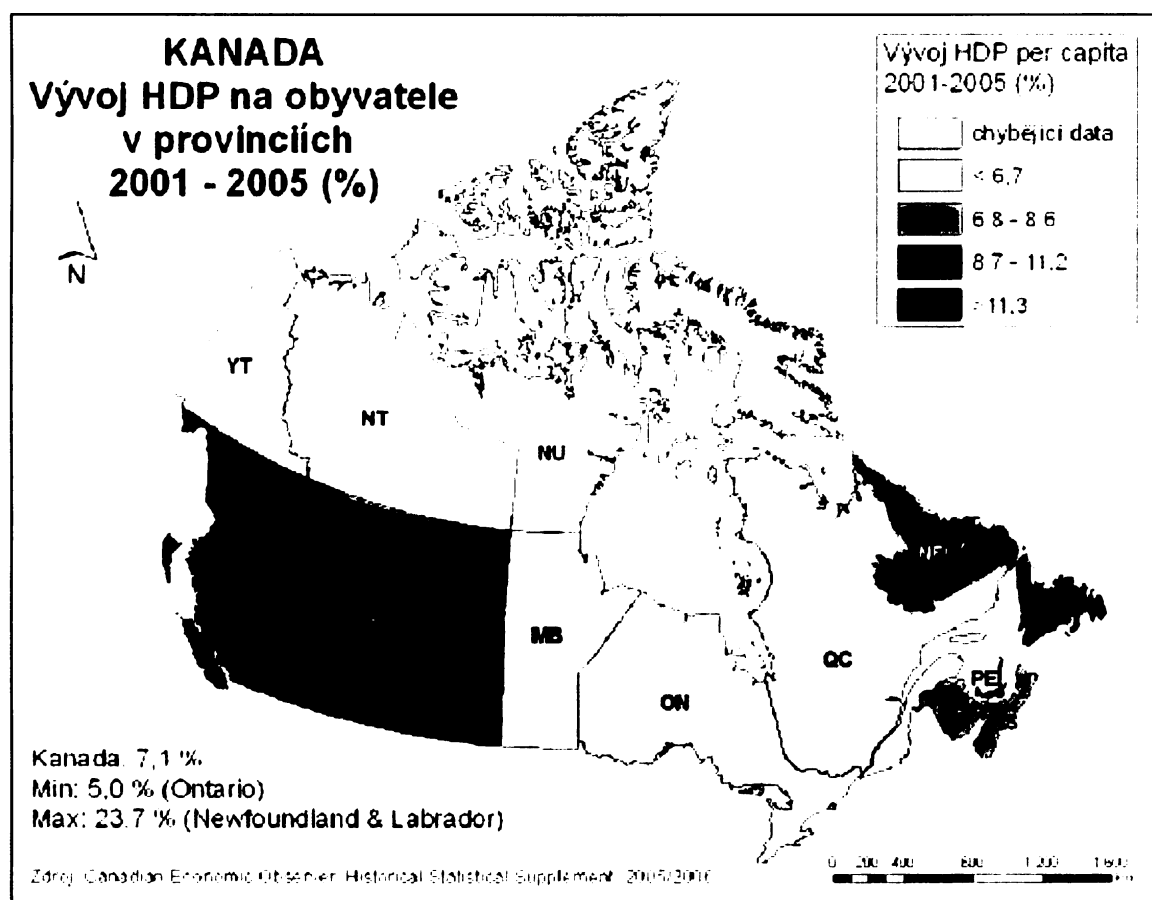 KANADA
Vývoj HDP na obyvatele
v provinciích
2001 - 2005 (%)
Vývoj HDP per capita
2001-2005 (%)
chybějící data
< 6,7
6 8 - 8 6
8 7 - 11,2
11,3
N
YT
NT
NU
MB
ON
QC
PE
Kanada: 7,1 %
Min: 5,0 % (Ontario)
Max: 23,7 % (Newfoundland & Labrador)
Zdroj: Canadian Economic Observer: Historical Statistical Supplement, 2005/2006
0 200 400 800 1 200 1 600